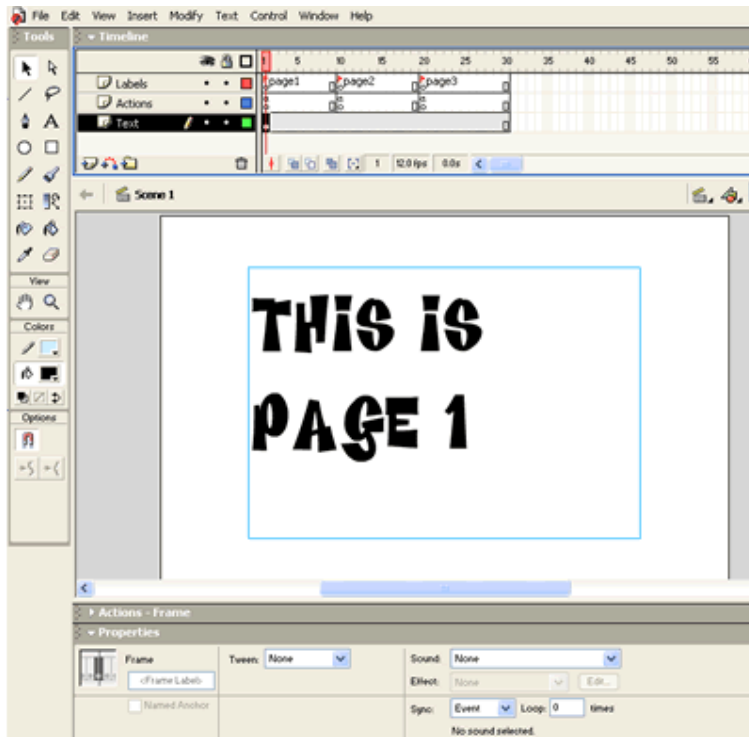 File Edit View Insert Modify Text Control Window Help
Tools
Timeline
1 5 10 15 20 25 30 35 40 45 50 55
Labels page1 page2 page3
Actions
Text
1 12.0 fps 0.0s
Scene 1
View
Colors
Options
THIS IS
PAGE 1
Actions - Frame
Properties
Frame Tween: None Sound: None
<Frame Label> Effect: None Edit...
Named Anchor Sync: Event Loop: 0 times
No sound selected.